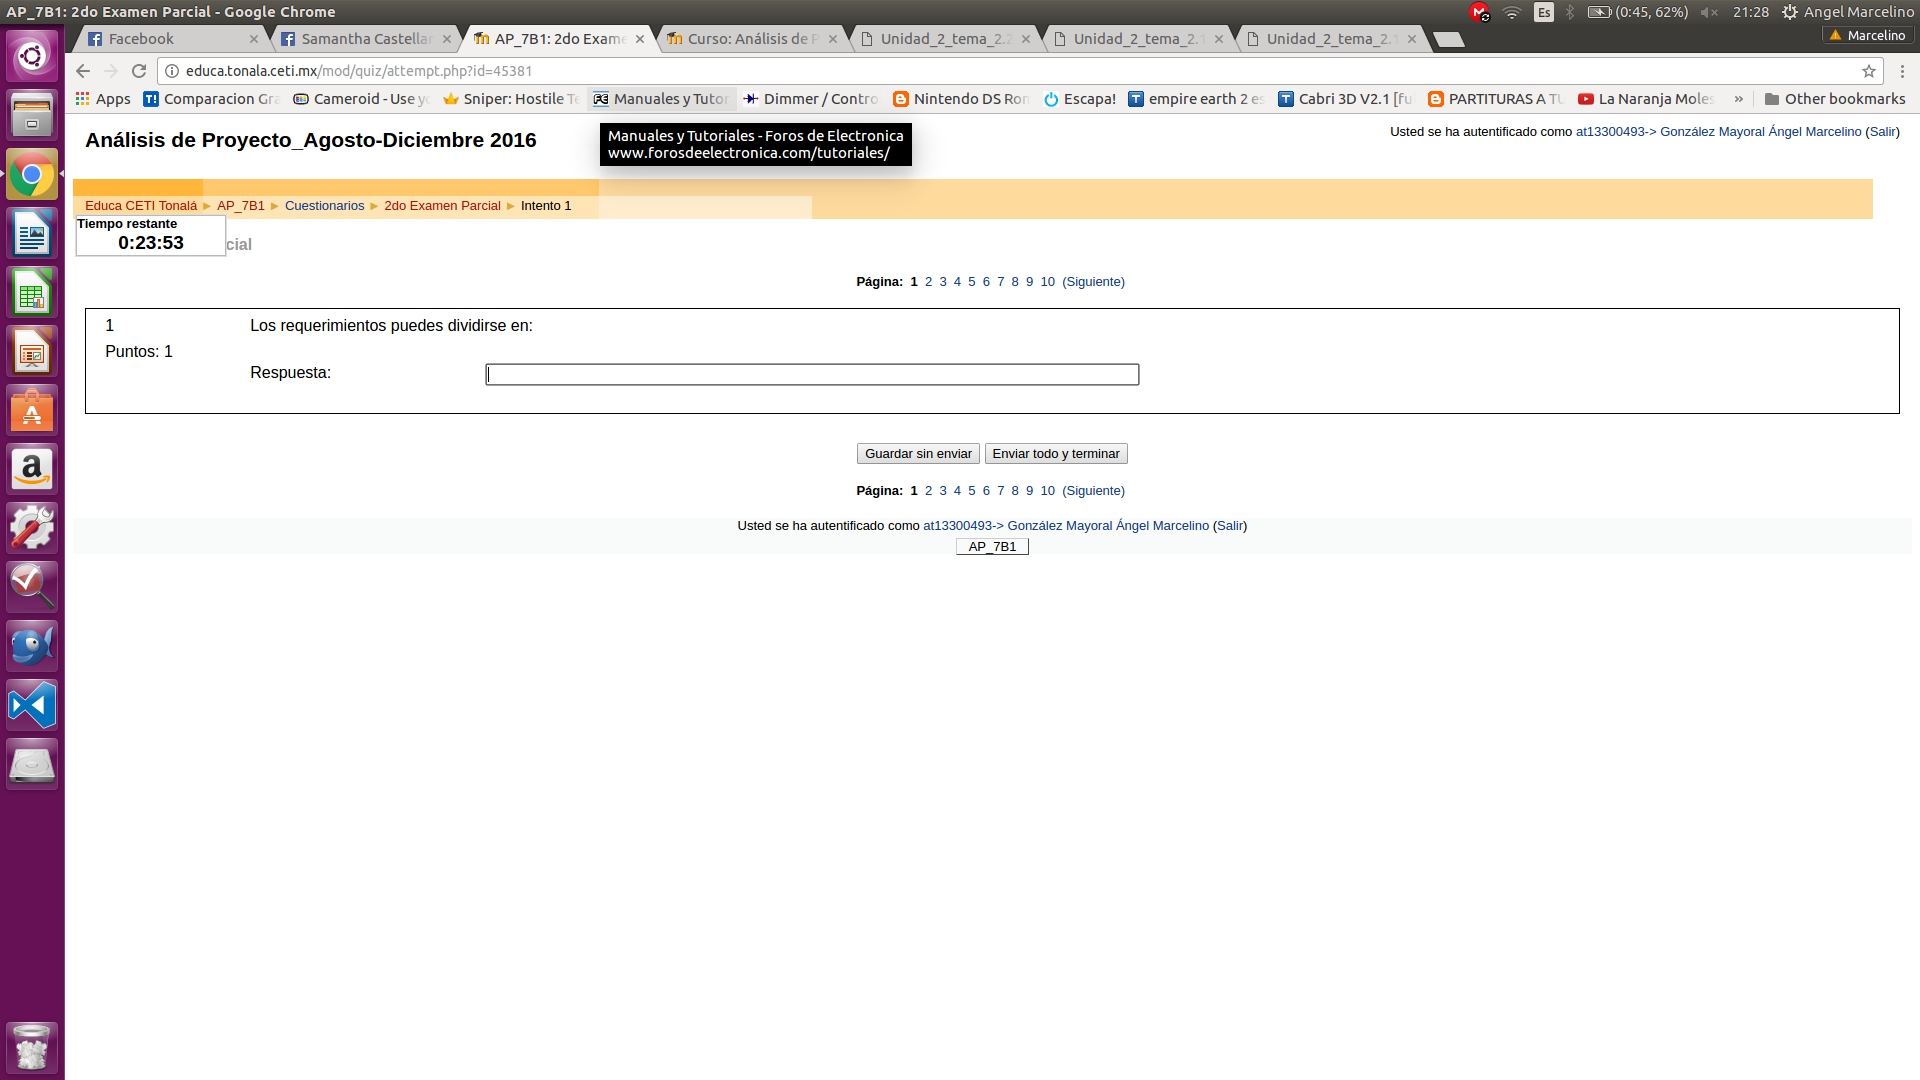 AP_7B1: 2do Examen Parcial - Google Chrome
Es (0:45, 62%) 21:28 Angel Marcelino
Facebook
Samantha Castellar
AP_7B1: 2do Exame
Curso: Análisis de P
Unidad_2_tema_2.
Unidad_2_tema_2.
Unidad_2_tema_2.
Marcelino
educa.tonala.ceti.mx/mod/quiz/attempt.php?id=45381
Apps Comparacion Gra Cameroid - Use yo Sniper: Hostile Te Manuales y Tutor Dimmer / Contro Nintendo DS Rom Escapa! empire earth 2 es Cabri 3D V2.1 [fu PARTITURAS A TU La Naranja Moles » Other bookmarks
Manuales y Tutoriales - Foros de Electronica
www.forosdeelectronica.com/tutoriales/
Análisis de Proyecto_Agosto-Diciembre 2016
Usted se ha autentificado como at13300493-> González Mayoral Ángel Marcelino (Salir)
Educa CETI Tonalá ► AP_7B1 ► Cuestionarios ► 2do Examen Parcial ► Intento 1
Tiempo restante
0:23:53
cial
Página: 1 2 3 4 5 6 7 8 9 10 (Siguiente)
1
Los requerimientos puedes dividirse en:
Puntos: 1
Respuesta:
Guardar sin enviar Enviar todo y terminar
Página: 1 2 3 4 5 6 7 8 9 10 (Siguiente)
Usted se ha autentificado como at13300493-> González Mayoral Ángel Marcelino (Salir)
AP_7B1